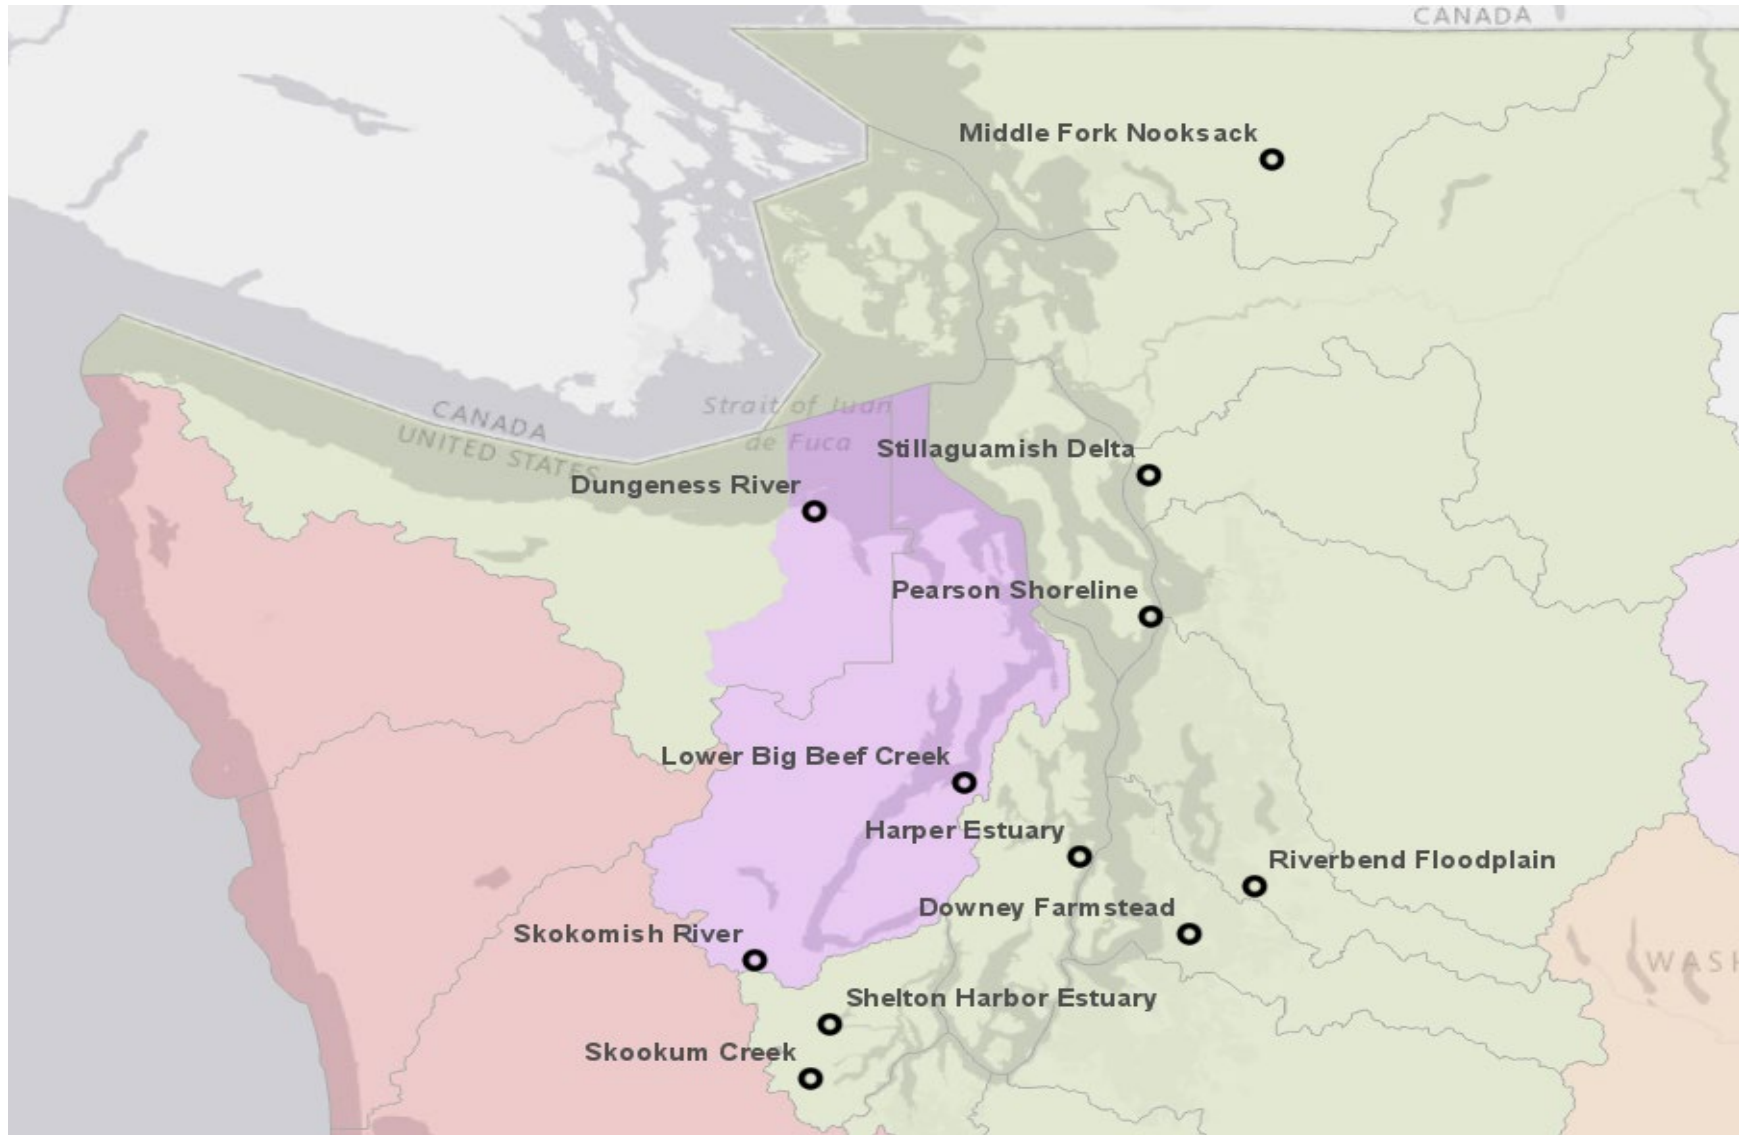 CANADA
Middle Fork Nooksack
Strait of Juan
de Fuca
CANADA
UNITED STATES
Stillaguamish Delta
Dungeness River
Pearson Shoreline
Lower Big Beef Creek
Harper Estuary
Riverbend Floodplain
Downey Farmstead
Skokomish River
WASH
Shelton Harbor Estuary
Skookum Creek